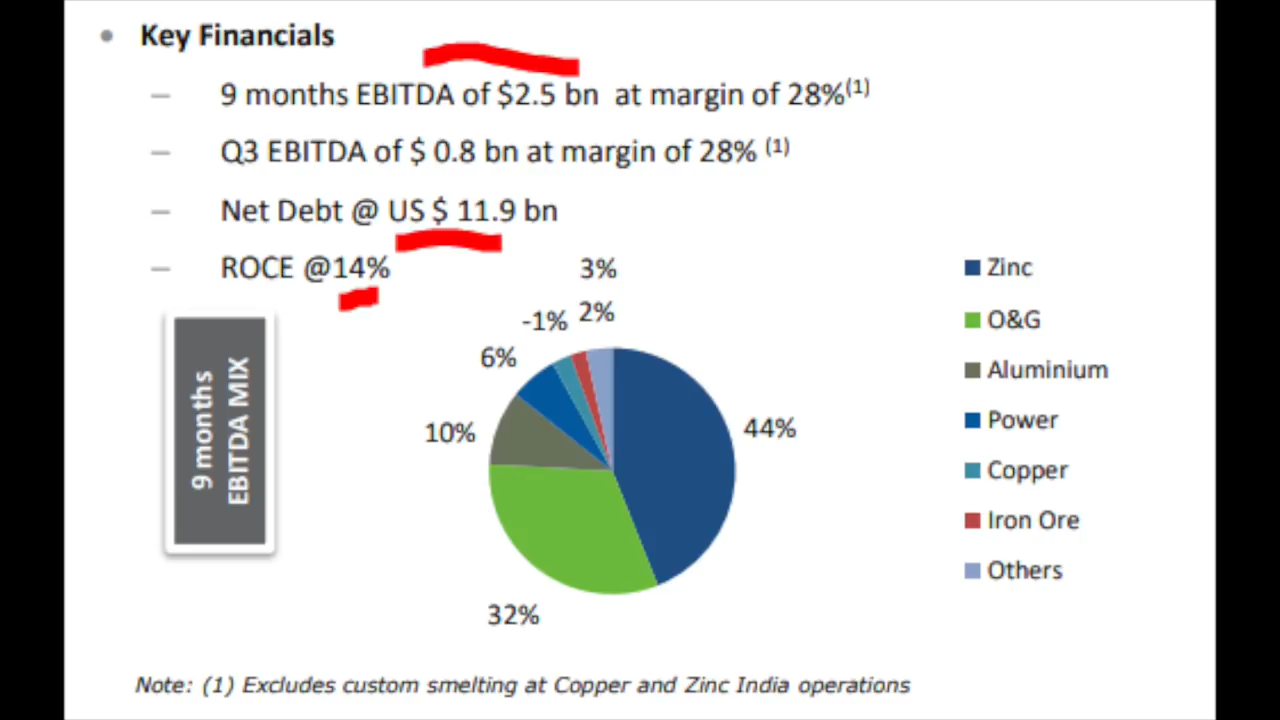 • Key Financials
– 9 months EBITDA of $2.5 bn at margin of 28%(1)
– Q3 EBITDA of $ 0.8 bn at margin of 28% (1)
– Net Debt @ US $ 11.9 bn
– ROCE @14%
9 months
EBITDA MIX
3%
2%
-1%
6%
10%
44%
32%
Zinc
O&G
Aluminium
Power
Copper
Iron Ore
Others
Note: (1) Excludes custom smelting at Copper and Zinc India operations